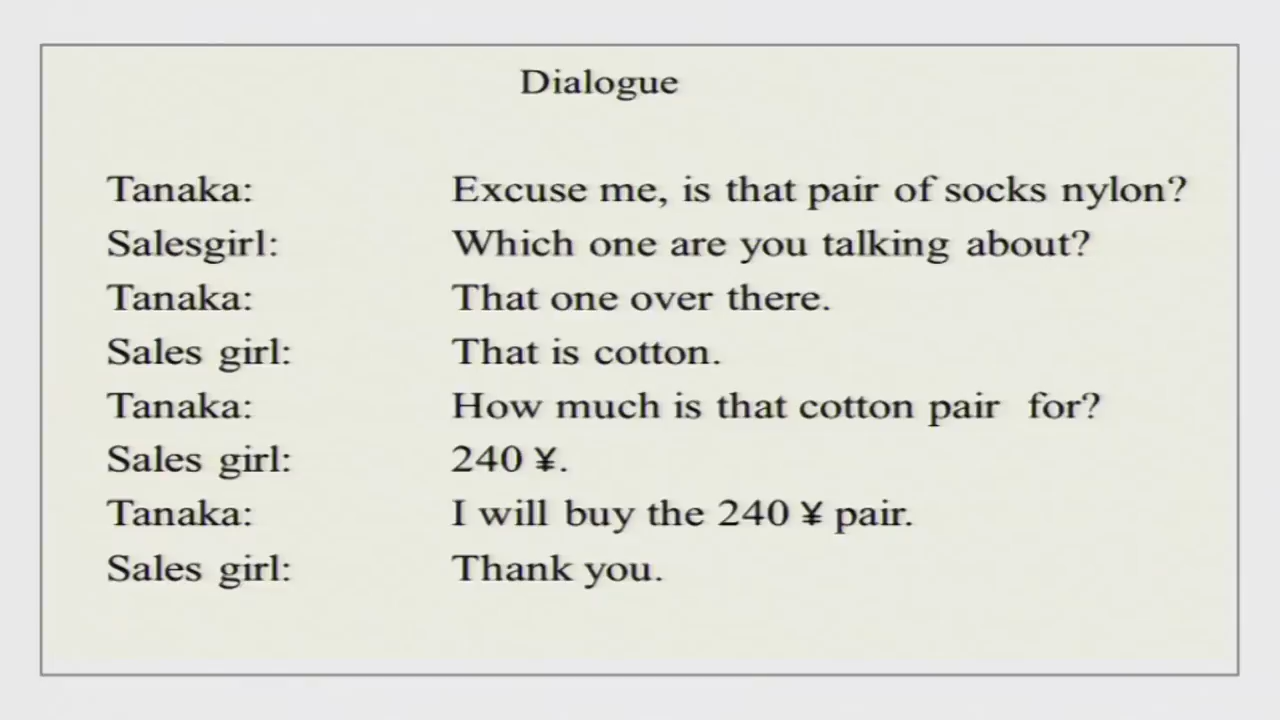 Dialogue
Tanaka: Excuse me, is that pair of socks nylon?
Salesgirl: Which one are you talking about?
Tanaka: That one over there.
Sales girl: That is cotton.
Tanaka: How much is that cotton pair for?
Sales girl: 240 ¥.
Tanaka: I will buy the 240 ¥ pair.
Sales girl: Thank you.